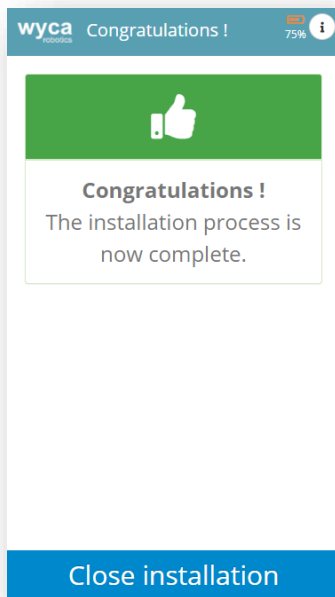 wyca
robotics
Congratulations !
75%
i
Congratulations !
The installation process is
now complete.
Close installation